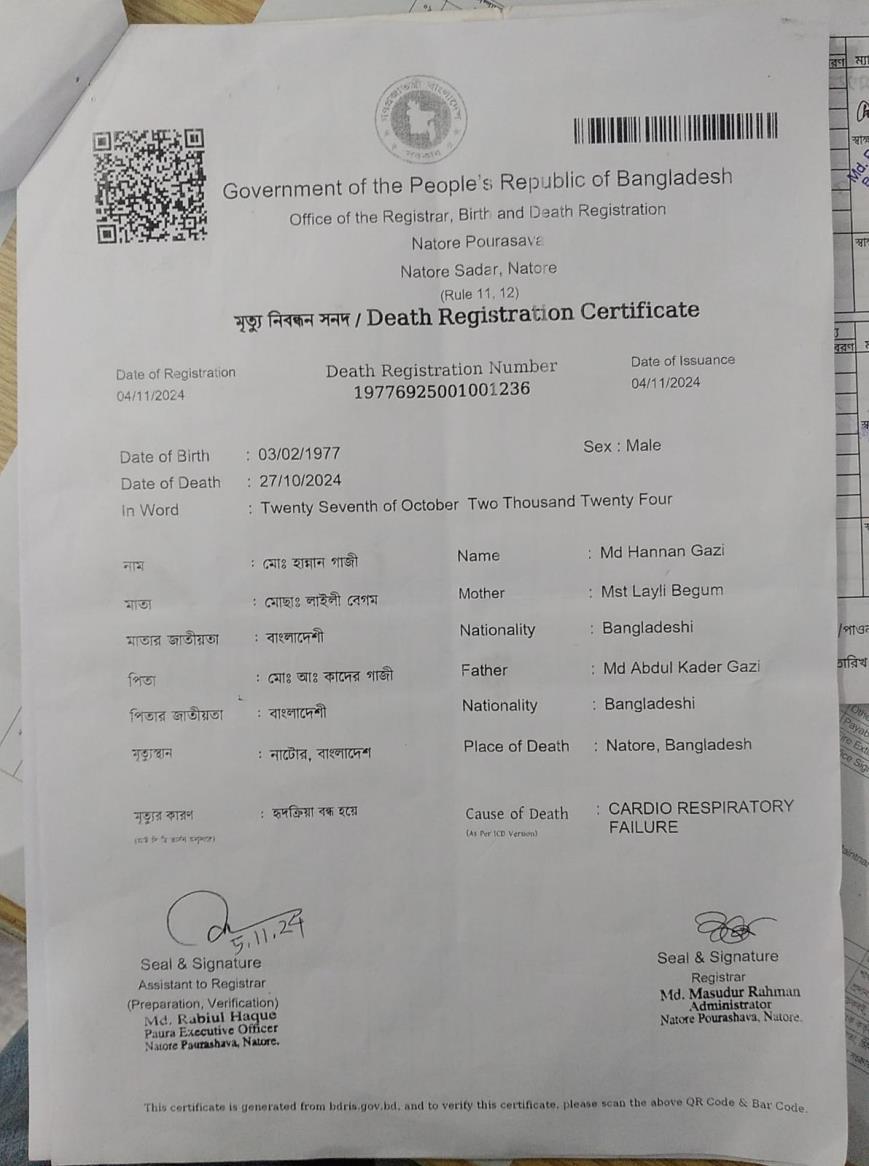 গণপ্রজাতন্ত্রী বাংলাদেশ
সরকার
Government of the People's Republic of Bangladesh
Office of the Registrar, Birth and Death Registration
Natore Pourasava
Natore Sadar, Natore
(Rule 11, 12)
মৃত্যু নিবন্ধন সনদ / Death Registration Certificate
Date of Registration Death Registration Number Date of Issuance
04/11/2024 19776925001001236 04/11/2024
Date of Birth : 03/02/1977 Sex : Male
Date of Death : 27/10/2024
In Word : Twenty Seventh of October Two Thousand Twenty Four
নাম : মোঃ হান্নান গাজী Name : Md Hannan Gazi
মাতা : মোছাঃ লাইলী বেগম Mother : Mst Layli Begum
মাতার জাতীয়তা : বাংলাদেশী Nationality : Bangladeshi
পিতা : মোঃ আঃ কাদের গাজী Father : Md Abdul Kader Gazi
পিতার জাতীয়তা : বাংলাদেশী Nationality : Bangladeshi
মৃত্যুস্থান : নাটোর, বাংলাদেশ Place of Death : Natore, Bangladesh
মৃত্যুর কারণ : হৃদক্রিয়া বন্ধ হয়ে Cause of Death : CARDIO RESPIRATORY
(As Per ICD Version) FAILURE
5.11.24
Seal & Signature Seal & Signature
Assistant to Registrar Registrar
(Preparation, Verification) Md. Masudur Rahman
Md. Rabiul Haque Administrator
Paura Executive Officer Natore Pourashava, Natore.
Natore Paurashava, Natore.
This certificate is generated from bdris.gov.bd, and to verify this certificate, please scan the above QR Code & Bar Code.